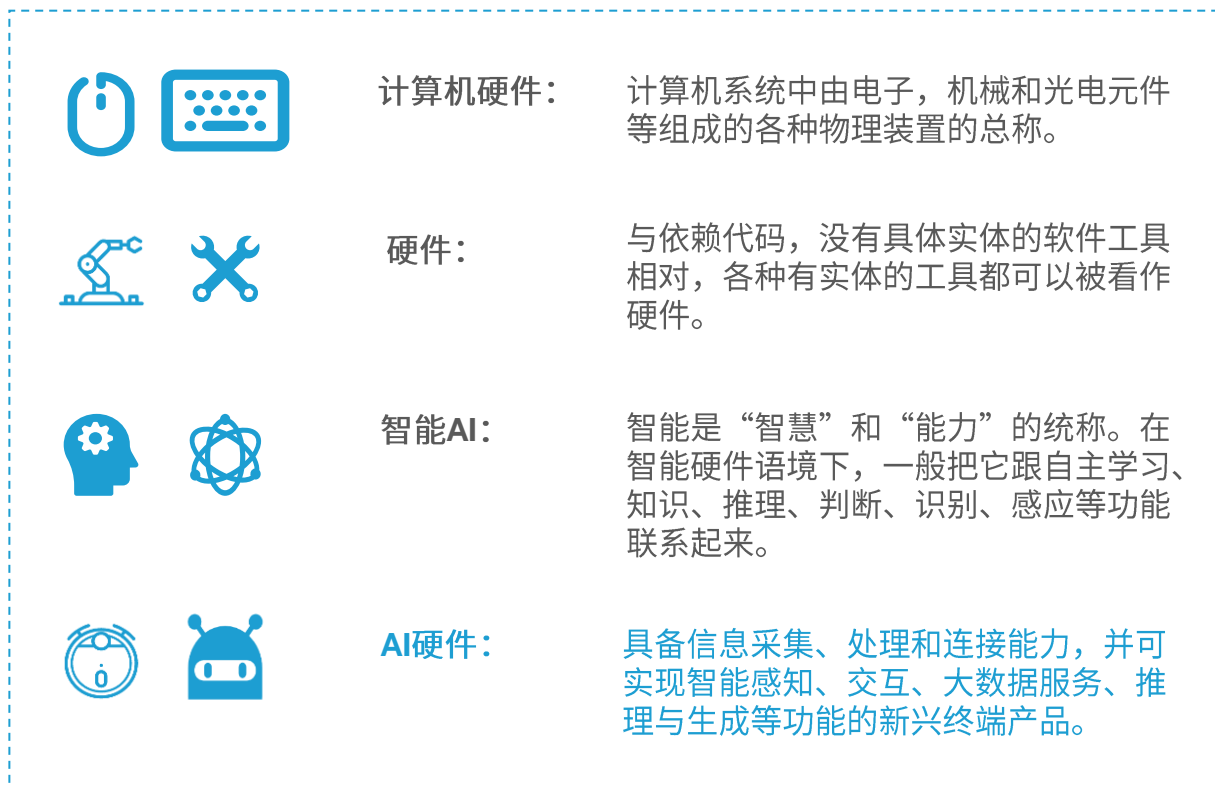 计算机硬件：
计算机系统中由电子，机械和光电元件
等组成的各种物理装置的总称。
硬件：
与依赖代码，没有具体实体的软件工具
相对，各种有实体的工具都可以被看作
硬件。
智能AI：
智能是“智慧”和“能力”的统称。在
智能硬件语境下，一般把它跟自主学习、
知识、推理、判断、识别、感应等功能
联系起来。
AI硬件：
具备信息采集、处理和连接能力，并可
实现智能感知、交互、大数据服务、推
理与生成等功能的新兴终端产品。